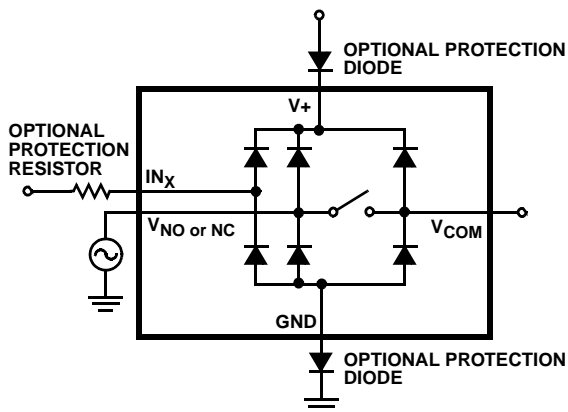 OPTIONAL PROTECTION
DIODE
V+
OPTIONAL
PROTECTION
RESISTOR
INX
VNO or NC
VCOM
GND
OPTIONAL PROTECTION
DIODE